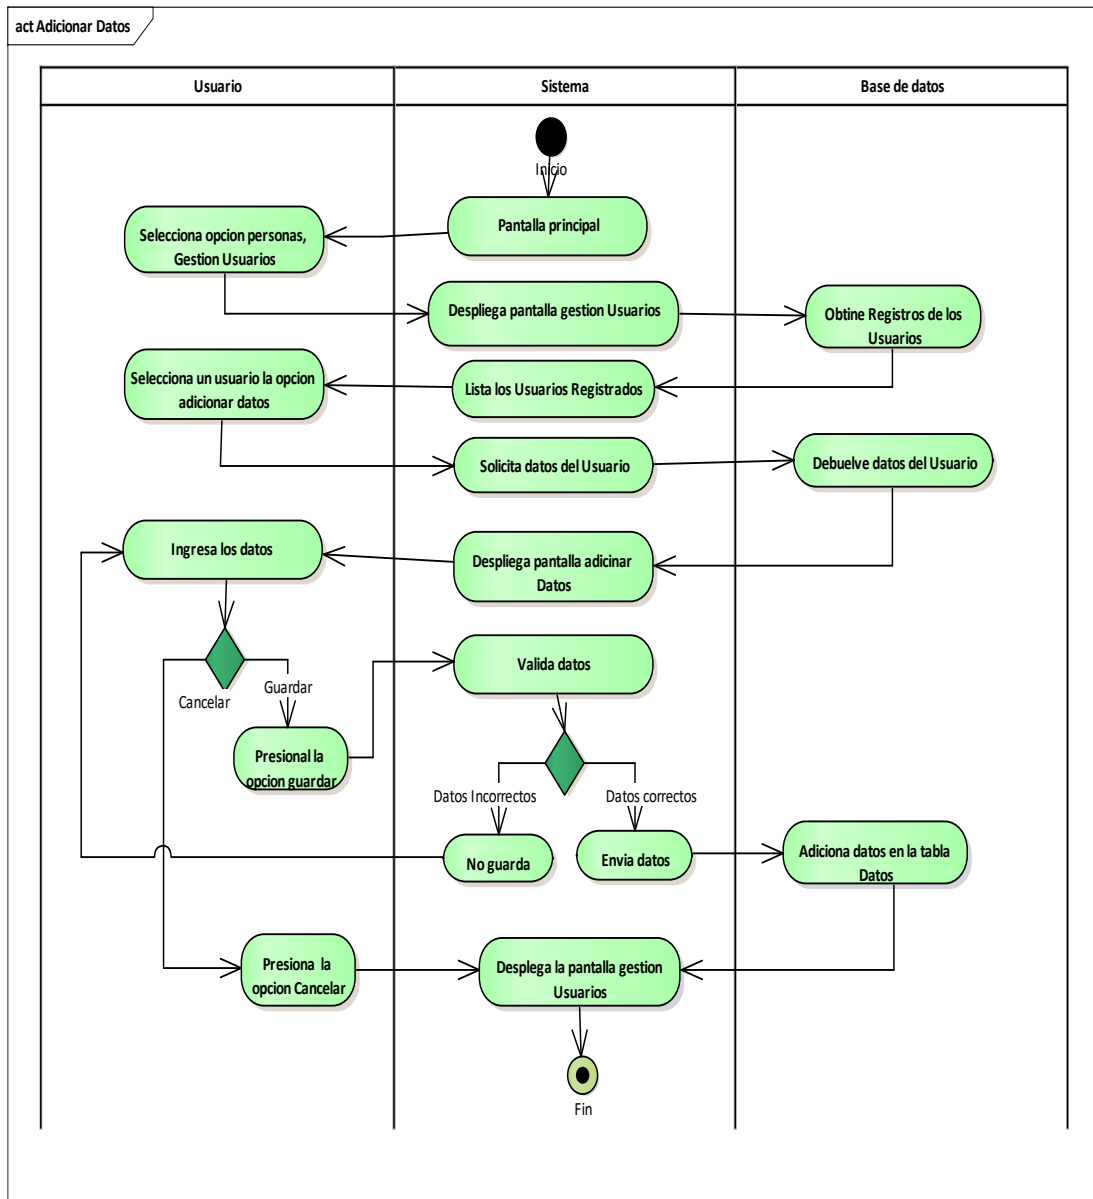 act Adicionar Datos
Usuario
Sistema
Base de datos
Inicio
Pantalla principal
Selecciona opcion personas,
Gestion Usuarios
Despliega pantalla gestion Usuarios
Obtine Registros de los
Usuarios
Selecciona un usuario la opcion
adicionar datos
Lista los Usuarios Registrados
Solicita datos del Usuario
Debuelve datos del Usuario
Ingresa los datos
Despliega pantalla adicinar
Datos
Valida datos
Cancelar
Guardar
Presional la
opcion guardar
Datos Incorrectos
Datos correctos
No guarda
Envia datos
Adiciona datos en la tabla
Datos
Presiona la
opcion Cancelar
Desplega la pantalla gestion
Usuarios
Fin